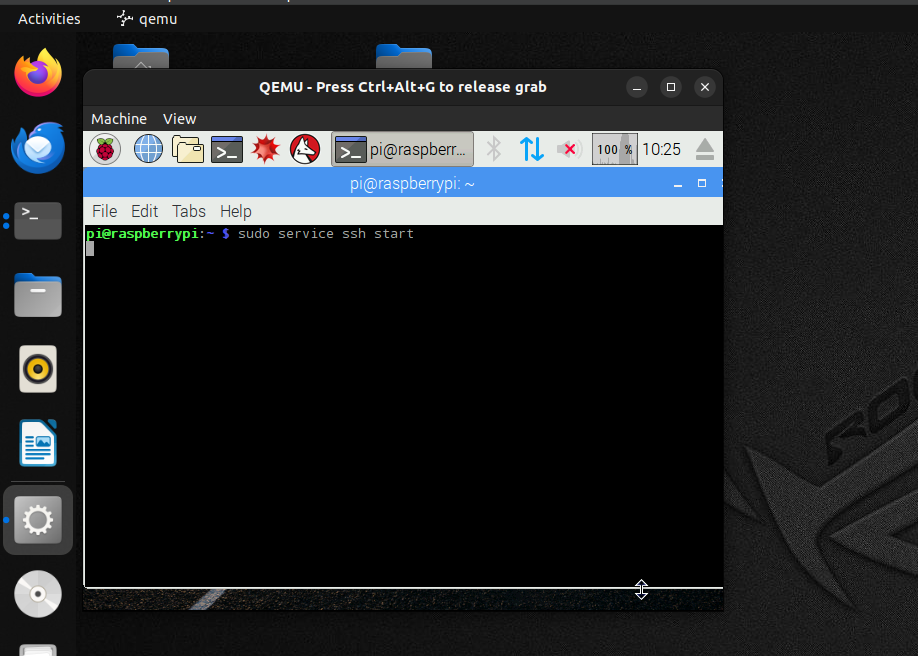 Activities
qemu
QEMU - Press Ctrl+Alt+G to release grab
Machine View
pi@raspberr...
100 %
10:25
pi@raspberrypi: ~
File Edit Tabs Help
pi@raspberrypi:~ $ sudo service ssh start